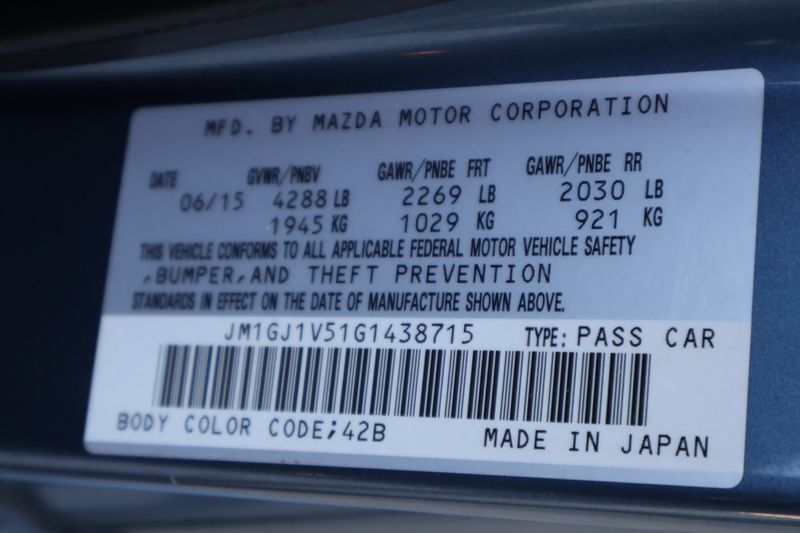 MFD. BY MAZDA MOTOR CORPORATION
DATE GVWR/PNBV GAWR/PNBE FRT GAWR/PNBE RR
06/15 4288 LB 2269 LB 2030 LB
1945 KG 1029 KG 921 KG
THIS VEHICLE CONFORMS TO ALL APPLICABLE FEDERAL MOTOR VEHICLE SAFETY
,BUMPER,AND THEFT PREVENTION
STANDARDS IN EFFECT ON THE DATE OF MANUFACTURE SHOWN ABOVE.
JM1GJ1V51G1438715 TYPE: PASS CAR
BODY COLOR CODE;42B MADE IN JAPAN